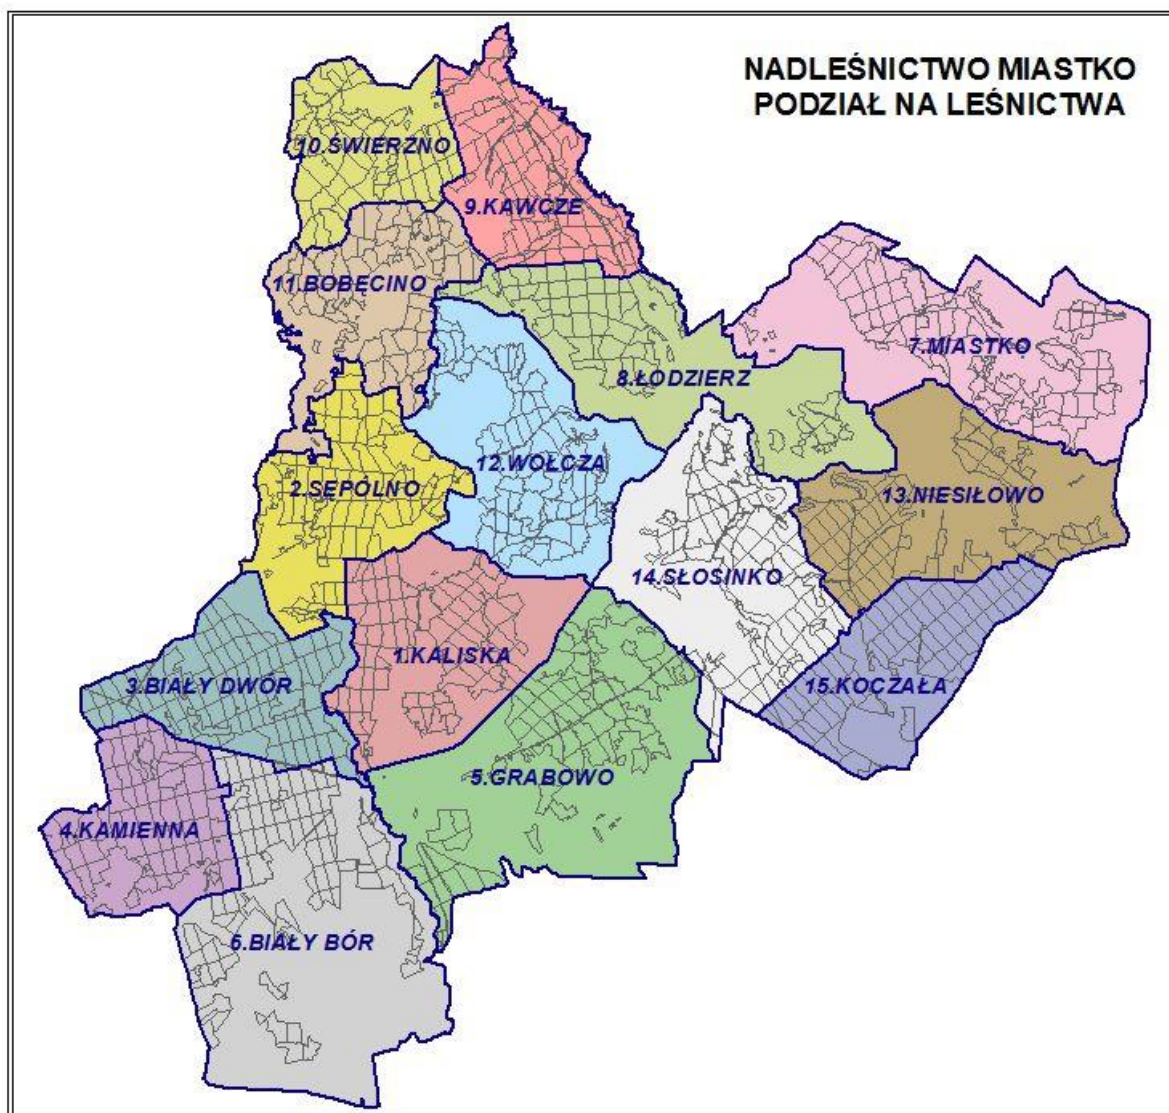 NADLEŚNICTWO MIASTKO
PODZIAŁ NA LEŚNICTWA
10.ŚWIERZNO
9.KAWCZE
11.BOBĘCINO
7.MIASTKO
8.ŁODZIERZ
12.WOŁCZA
2.SĘPÓLNO
13.NIESIŁOWO
14.SŁOSINKO
1.KALISKA
3.BIAŁY DWÓR
15.KOCZAŁA
5.GRABOWO
4.KAMIENNA
6.BIAŁY BÓR